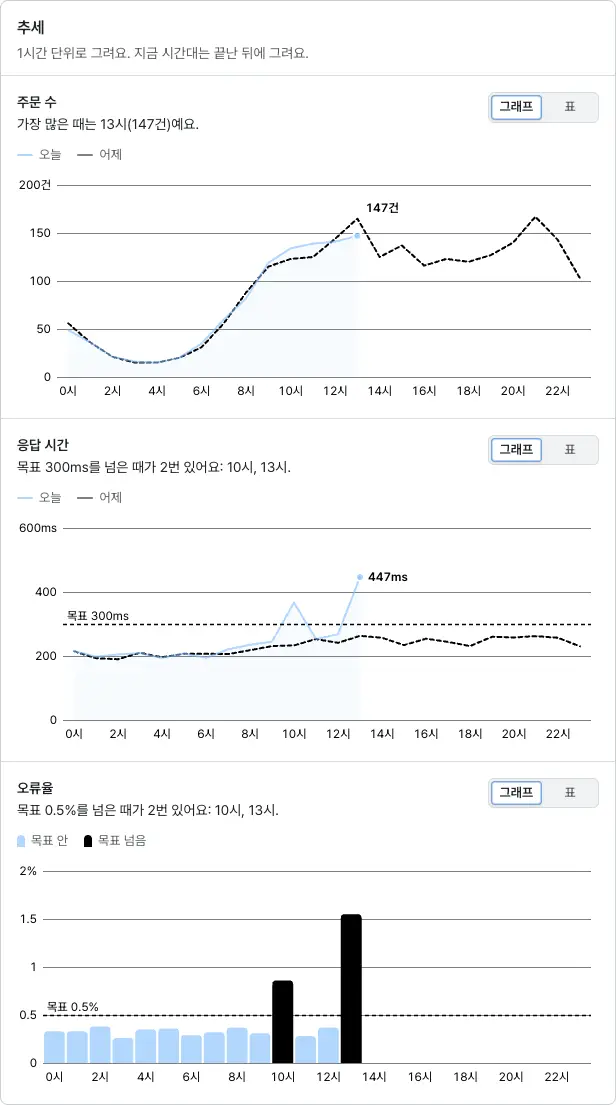 추세
1시간 단위로 그려요. 지금 시간대는 끝난 뒤에 그려요.
주문 수
그래프 표
가장 많은 때는 13시(147건)예요.
오늘 어제
200건
147건
150
100
50
0
0시 2시 4시 6시 8시 10시 12시 14시 16시 18시 20시 22시
응답 시간
그래프 표
목표 300ms를 넘은 때가 2번 있어요: 10시, 13시.
오늘 어제
600ms
447ms
400
목표 300ms
200
0
0시 2시 4시 6시 8시 10시 12시 14시 16시 18시 20시 22시
오류율
그래프 표
목표 0.5%를 넘은 때가 2번 있어요: 10시, 13시.
목표 안 목표 넘음
2%
1.5
1
목표 0.5%
0.5
0
0시 2시 4시 6시 8시 10시 12시 14시 16시 18시 20시 22시